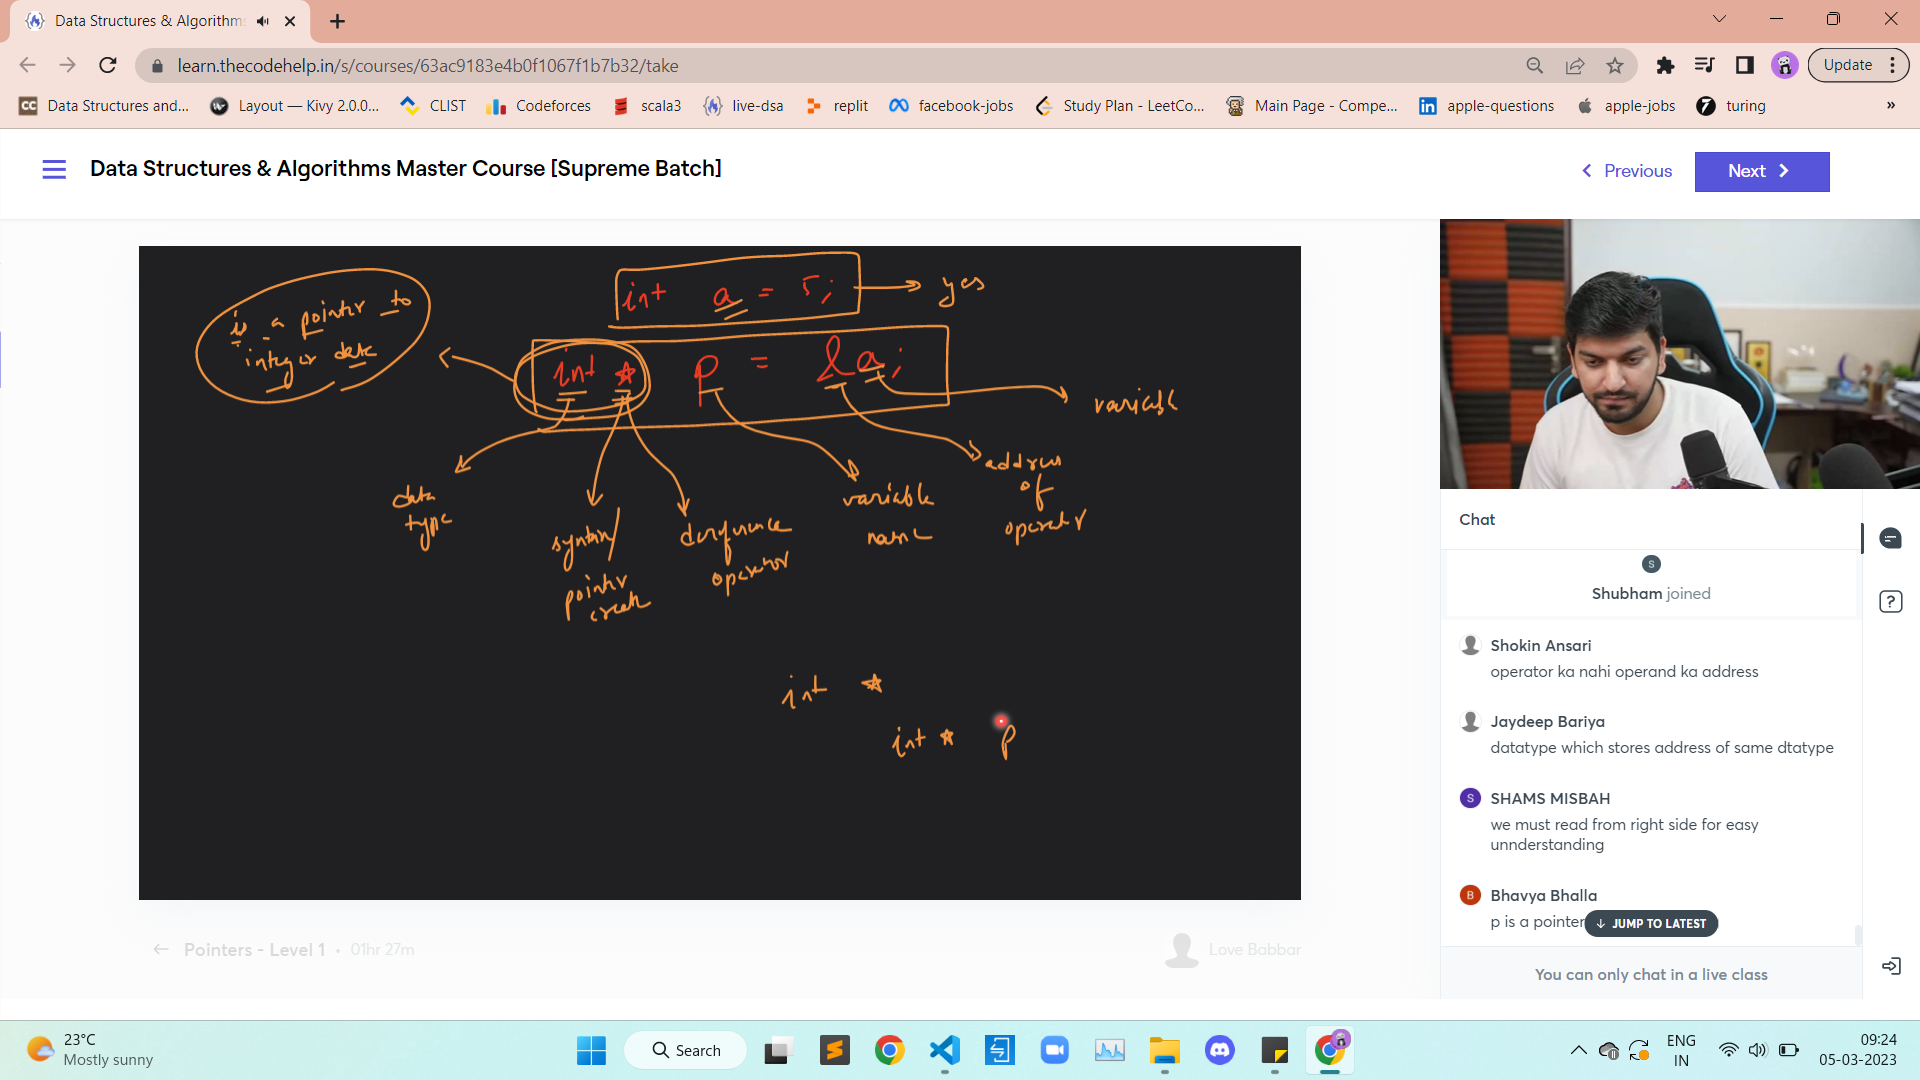 Data Structures & Algorithms
learn.thecodehelp.in/s/courses/63ac9183e4b0f1067f1b7b32/take
Update
Data Structures and...
Layout — Kivy 2.0.0...
CLIST
Codeforces
scala3
live-dsa
replit
facebook-jobs
Study Plan - LeetCo...
Main Page - Compe...
apple-questions
apple-jobs
turing
»
Data Structures & Algorithms Master Course [Supreme Batch]
Previous
Next
int a = 5;
yes
is a pointer to
integer data
int * p = &a;
variable
data
type
syntax/
pointer
create
dereference
operator
variable
name
address
of
operator
int *
int * p
Chat
S
Shubham joined
Shokin Ansari
operator ka nahi operand ka address
Jaydeep Bariya
datatype which stores address of same dtatype
S
SHAMS MISBAH
we must read from right side for easy
unnderstanding
B
Bhavya Bhalla
p is a pointer
JUMP TO LATEST
You can only chat in a live class
Pointers - Level 1 • 01hr 27m
Love Babbar
23°C
Mostly sunny
Search
ENG
IN
09:24
05-03-2023